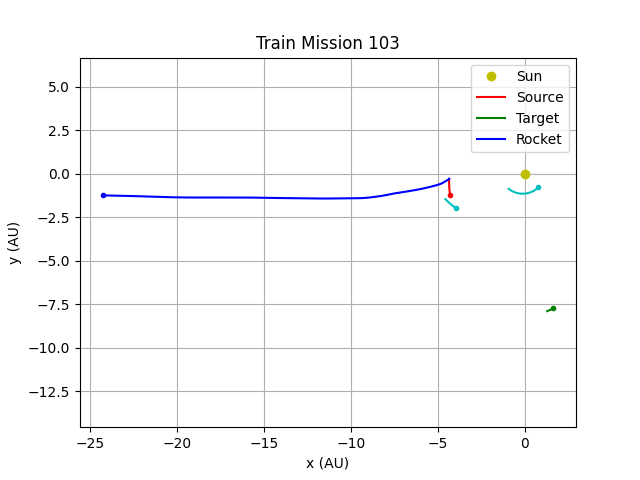 Train Mission 103
Sun
Source
Target
Rocket
5.0
2.5
0.0
−2.5
−5.0
−7.5
−10.0
−12.5
y (AU)
−25
−20
−15
−10
−5
0
x (AU)